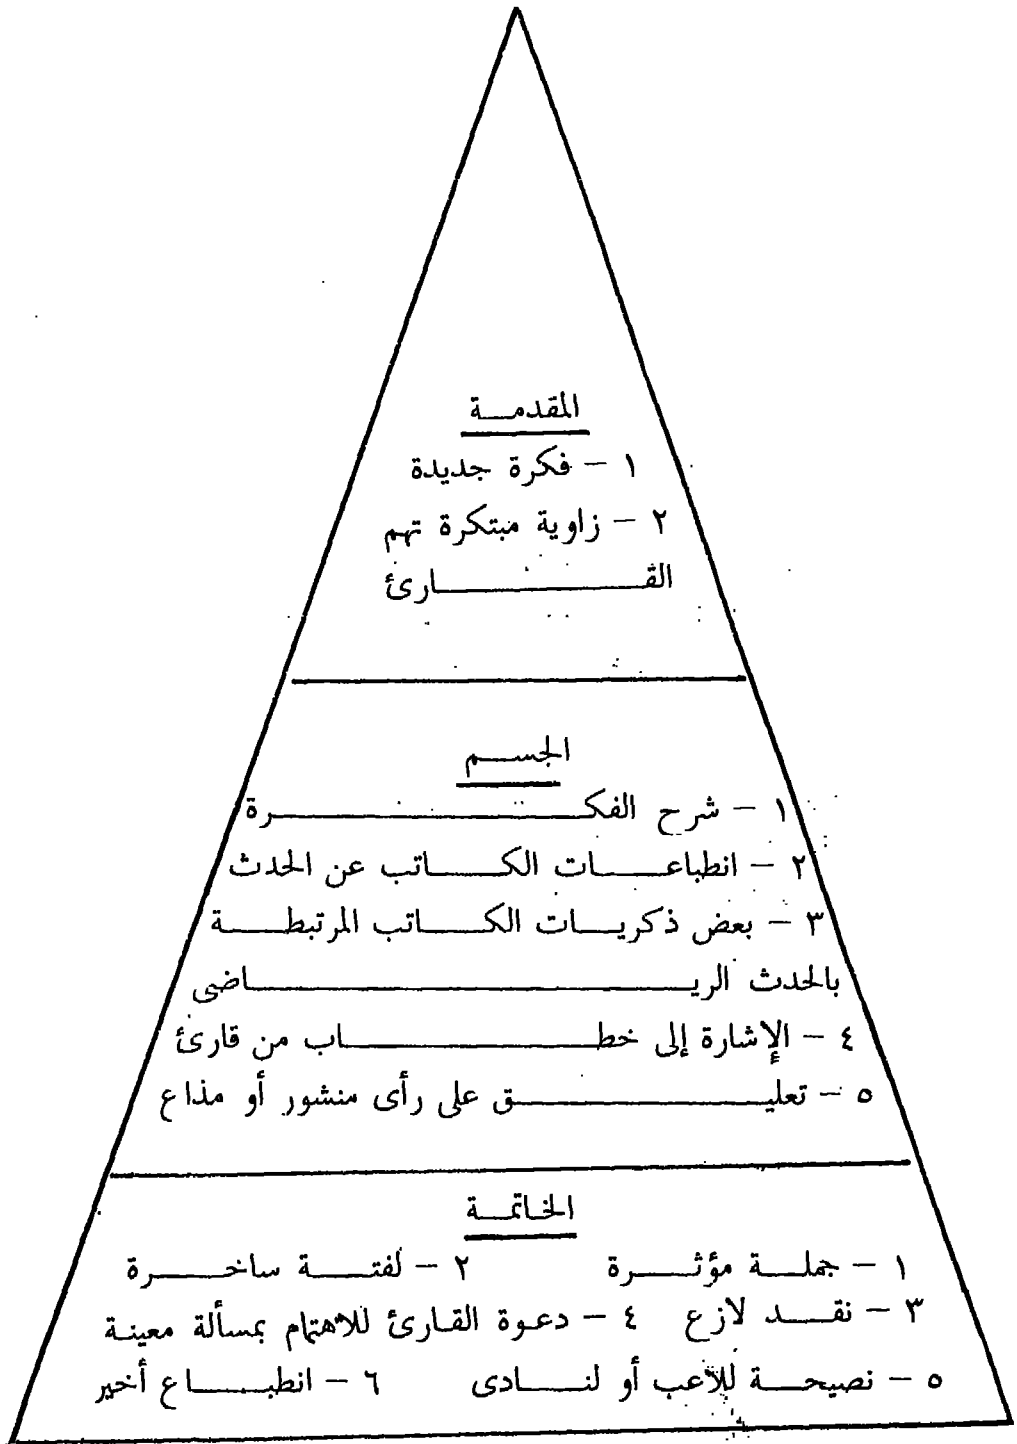 المقدمة
١ – فكرة جديدة
٢ – زاوية مبتكرة تهم
القارئ
الجسم
١ – شرح الفكرة
٢ – انطباعات الكاتب عن الحدث
٣ – بعض ذكريات الكاتب المرتبطة
بالحدث الرياضى
٤ – الإشارة إلى خطاب من قارئ
٥ – تعليق على رأى منشور أو مذاع
الخاتمة
١ – جملة مؤثرة ٢ – لفتة ساخرة
٣ – نقد لازع ٤ – دعوة القارئ للاهتمام بمسألة معينة
٥ – نصيحة للاعب أو لنادى ٦ – انطباع أخير